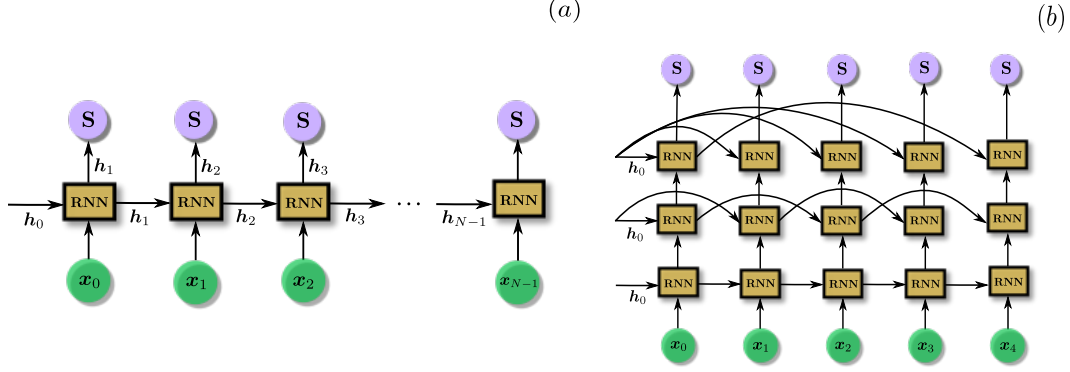 (a)
S S S S
h₁ h₂ h₃
RNN RNN RNN RNN
h₀ h₁ h₂ h₃ ··· h_{N−1}
x₀ x₁ x₂ x_{N−1}
(b)
S S S S S
RNN RNN RNN RNN RNN
h₀
RNN RNN RNN RNN RNN
h₀
RNN RNN RNN RNN RNN
h₀
x₀ x₁ x₂ x₃ x₄